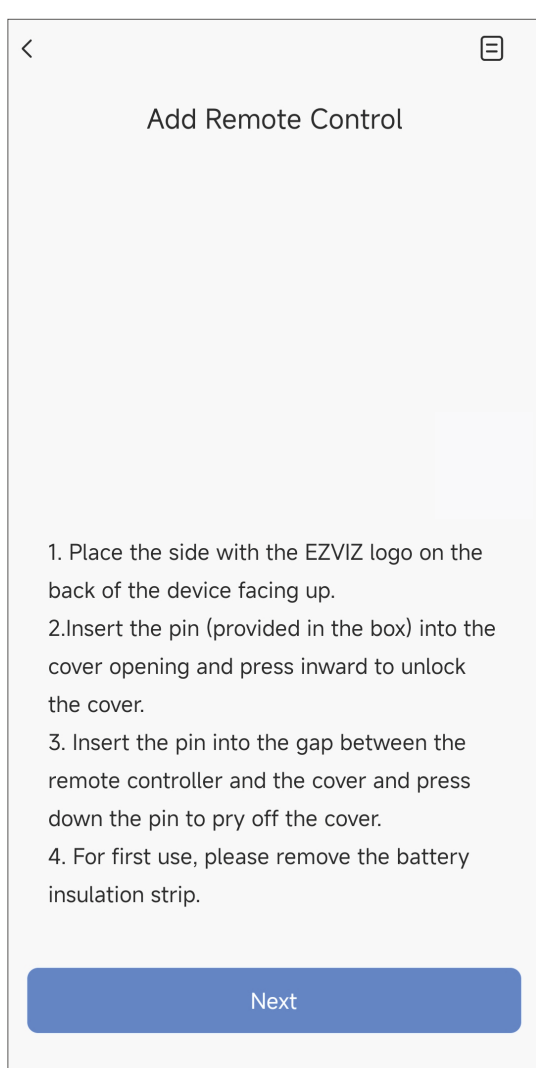 Add Remote Control
1. Place the side with the EZVIZ logo on the
back of the device facing up.
2.Insert the pin (provided in the box) into the
cover opening and press inward to unlock
the cover.
3. Insert the pin into the gap between the
remote controller and the cover and press
down the pin to pry off the cover.
4. For first use, please remove the battery
insulation strip.
Next